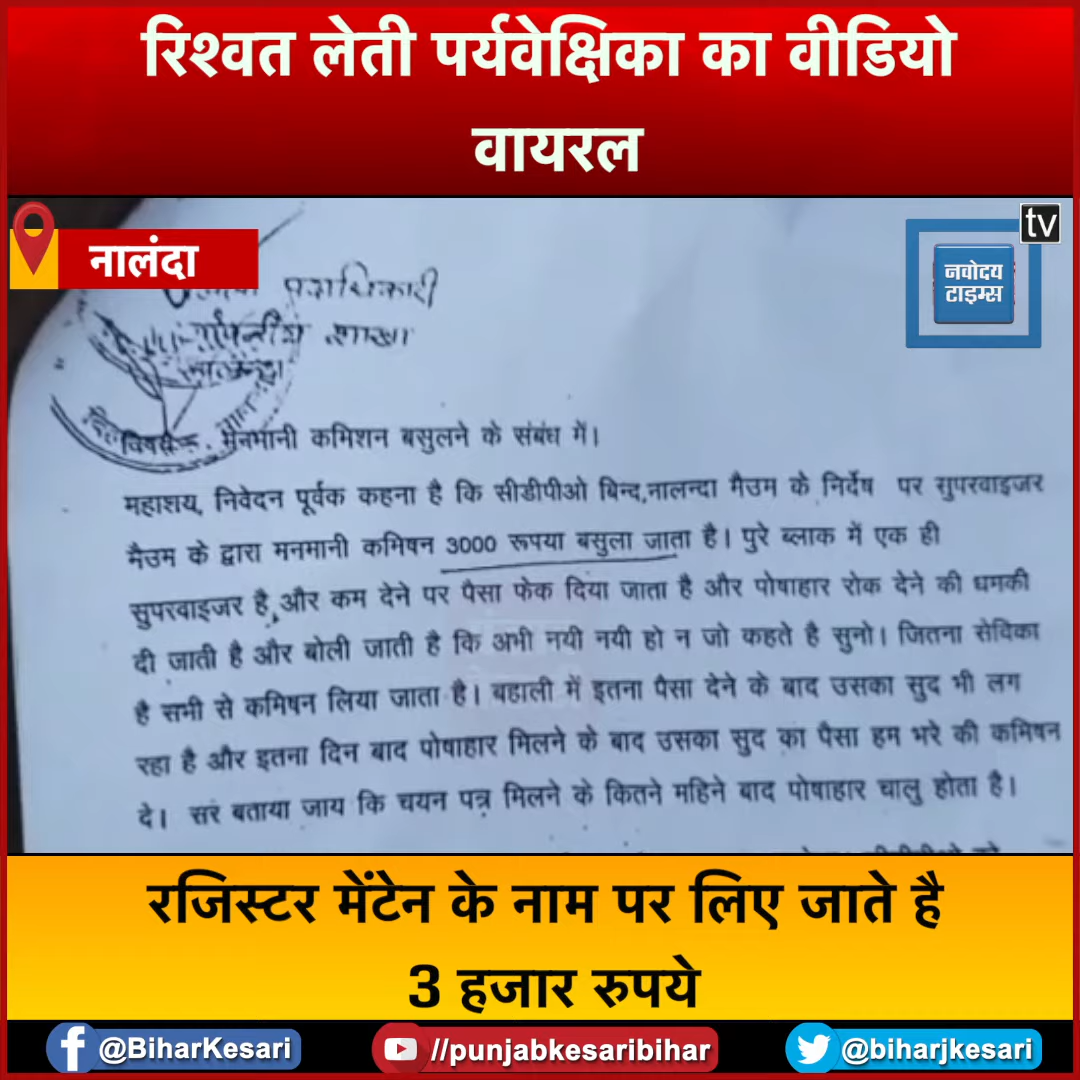 रिश्वत लेती पर्यवेक्षिका का वीडियो
वायरल
tv
नालंदा
नवोदय
टाइम्स
पदाधिकारी
शाखा
नालन्दा
विषय मनमानी कमिशन बसुलने के संबंध में।
महाशय, निवेदन पूर्वक कहना है कि सीडीपीओ बिन्द,नालन्दा मैउम के निर्देष पर सुपरवाइजर
मैउम के द्वारा मनमानी कमिषन 3000 रूपया बसुला जाता है। पुरे ब्लाक में एक ही
सुपरवाइजर है, और कम देने पर पैसा फेक दिया जाता है और पोषाहार रोक देने की धमकी
दी जाती है और बोली जाती है कि अभी नयी नयी हो न जो कहते है सुनो। जितना सेविका
है सभी से कमिषन लिया जाता है। बहाली में इतना पैसा देने के बाद उसका सुद भी लग
रहा है और इतना दिन बाद पोषाहार मिलने के बाद उसका सुद का पैसा हम भरे की कमिषन
दे। सर बताया जाय कि चयन पत्र मिलने के कितने महिने बाद पोषाहार चालु होता है।
रजिस्टर मेंटेन के नाम पर लिए जाते है
3 हजार रुपये
@BiharKesari
//punjabkesaribihar
@biharjkesari